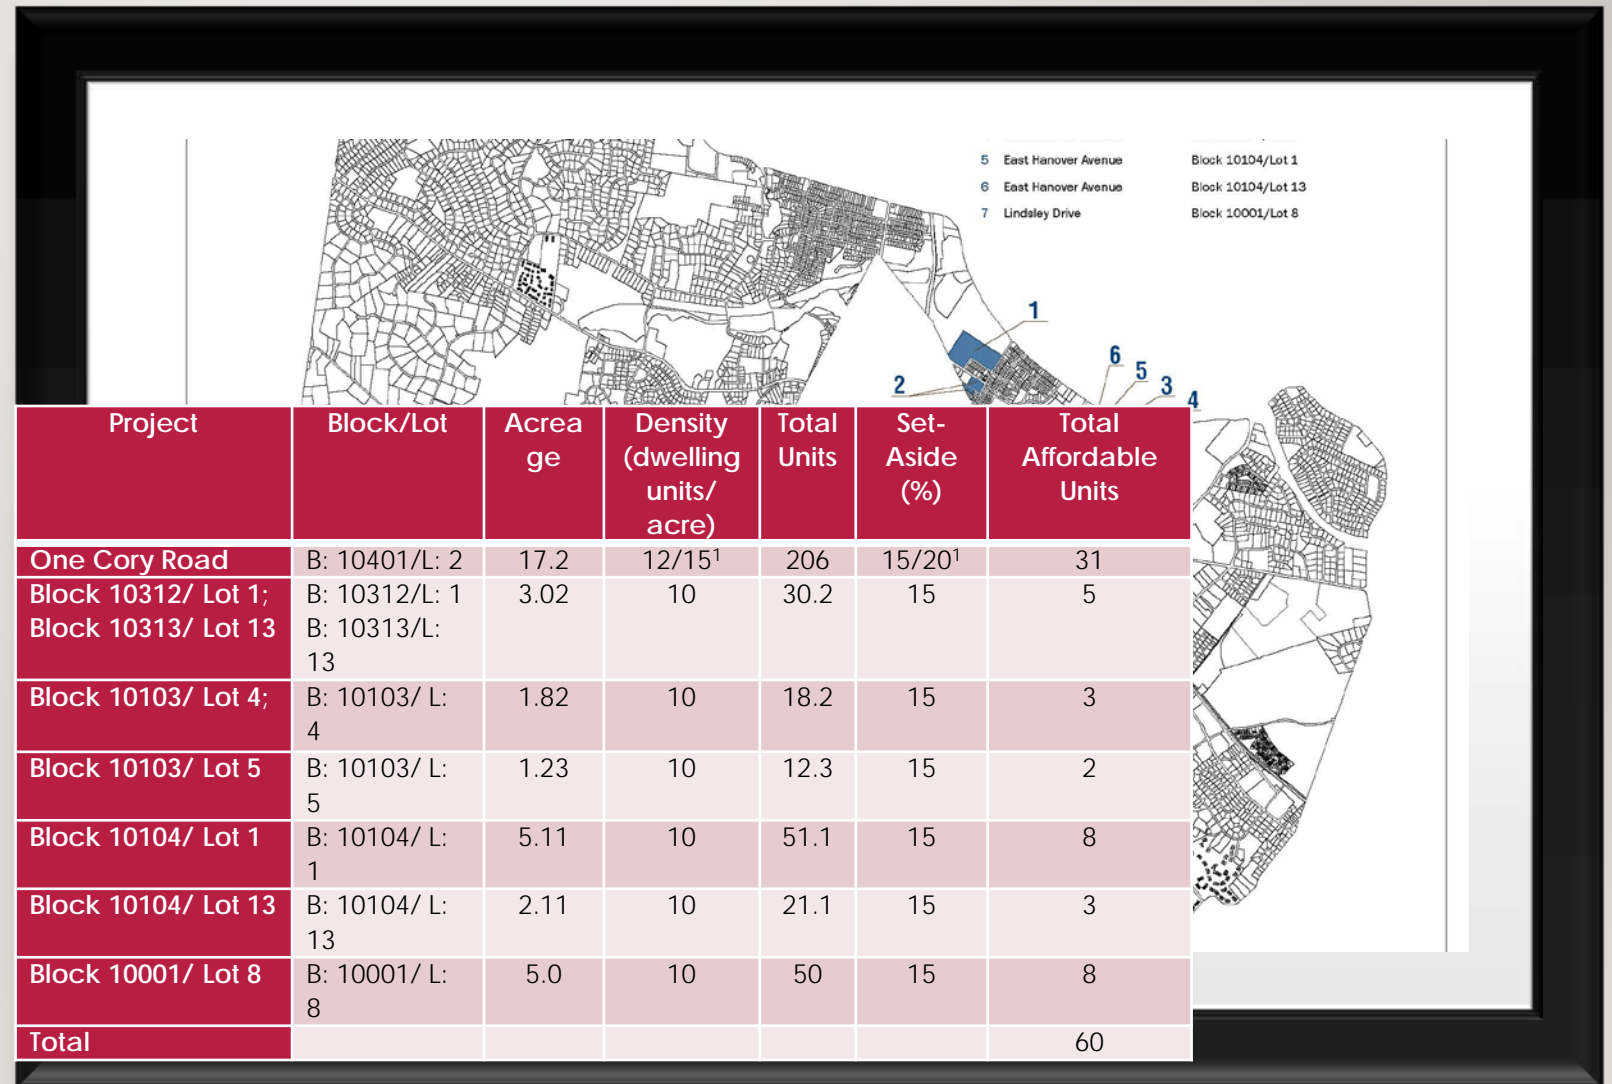 5 East Hanover Avenue Block 10104/Lot 1
6 East Hanover Avenue Block 10104/Lot 13
7 Lindsley Drive Block 10001/Lot 8
1
6
5
2
3
4
Project Block/Lot Acrea Density Total Set- Total
ge (dwelling Units Aside Affordable
units/ (%) Units
acre)
One Cory Road B: 10401/L: 2 17.2 12/15¹ 206 15/20¹ 31
Block 10312/ Lot 1; B: 10312/L: 1 3.02 10 30.2 15 5
Block 10313/ Lot 13 B: 10313/L:
13
Block 10103/ Lot 4; B: 10103/ L: 1.82 10 18.2 15 3
4
Block 10103/ Lot 5 B: 10103/ L: 1.23 10 12.3 15 2
5
Block 10104/ Lot 1 B: 10104/ L: 5.11 10 51.1 15 8
1
Block 10104/ Lot 13 B: 10104/ L: 2.11 10 21.1 15 3
13
Block 10001/ Lot 8 B: 10001/ L: 5.0 10 50 15 8
8
Total 60